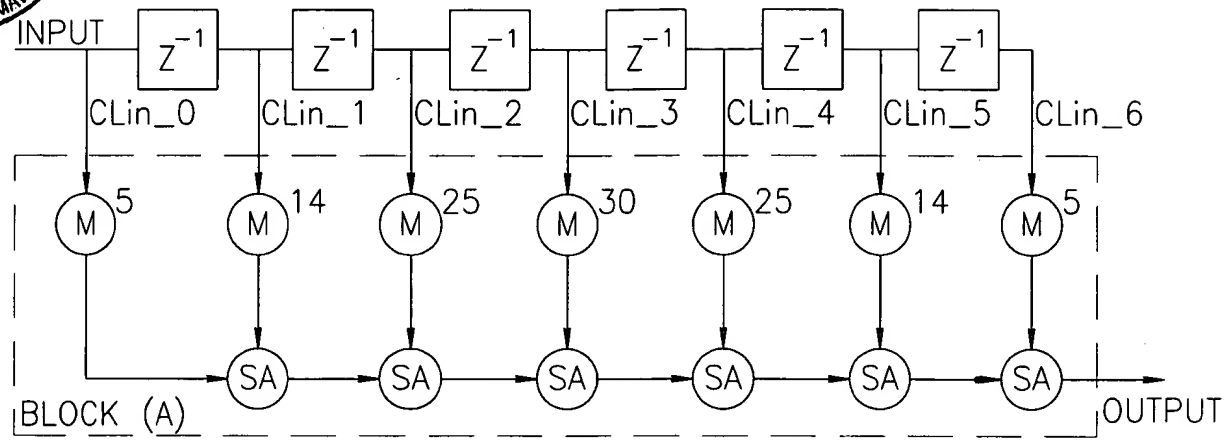 INPUT
Z-1 Z-1 Z-1 Z-1 Z-1 Z-1
CLin_0 CLin_1 CLin_2 CLin_3 CLin_4 CLin_5 CLin_6
M 5 M 14 M 25 M 30 M 25 M 14 M 5
SA SA SA SA SA SA
BLOCK (A)
OUTPUT